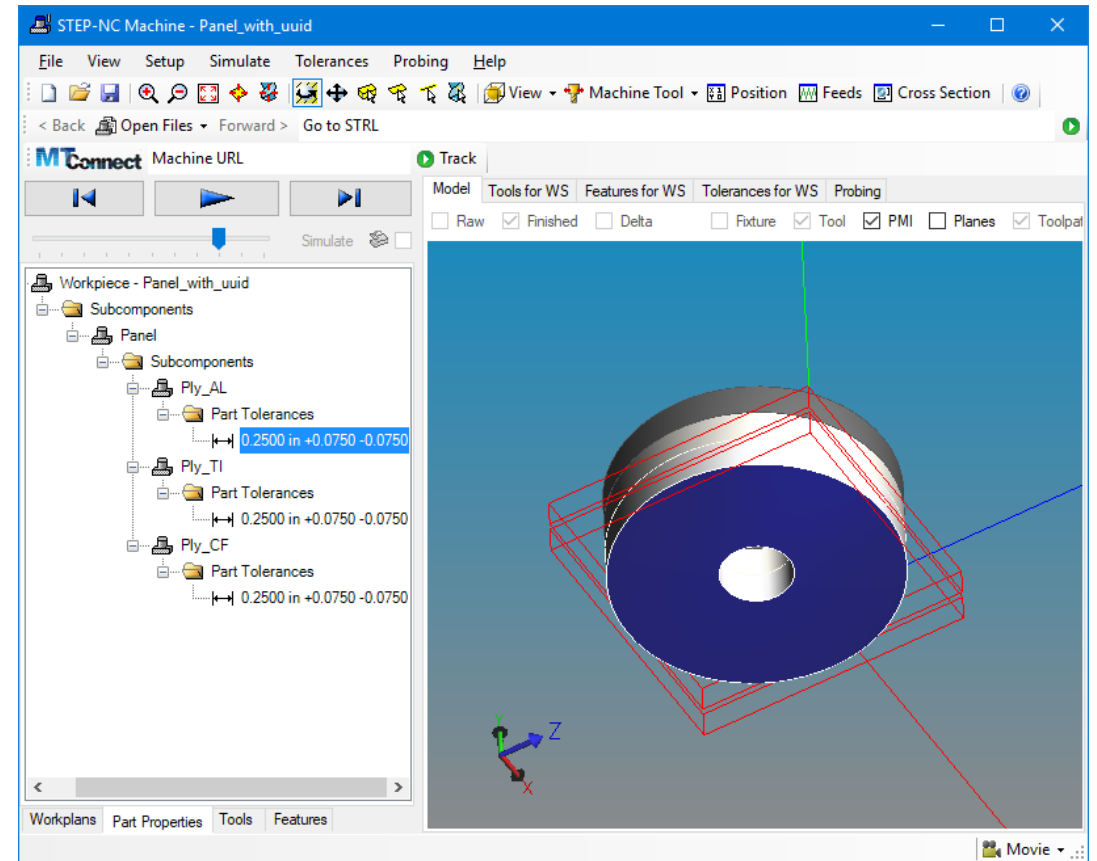 STEP-NC Machine - Panel_with_uuid
File View Setup Simulate Tolerances Probing Help
View Machine Tool Position Feeds Cross Section
< Back Open Files Forward > Go to STRL
MTConnect Machine URL Track
Model Tools for WS Features for WS Tolerances for WS Probing
Raw Finished Delta Fixture Tool PMI Planes Toolpat
Simulate
Workpiece - Panel_with_uuid
Subcomponents
Panel
Subcomponents
Ply_AL
Part Tolerances
0.2500 in +0.0750 -0.0750
Ply_TI
Part Tolerances
0.2500 in +0.0750 -0.0750
Ply_CF
Part Tolerances
0.2500 in +0.0750 -0.0750
Y
Z
X
Workplans Part Properties Tools Features
Movie